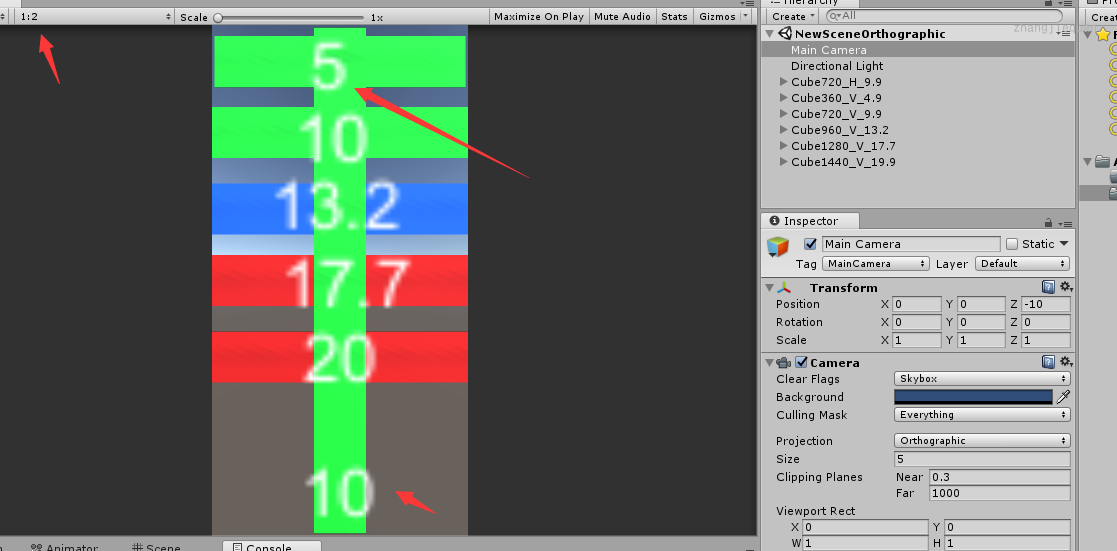 1:2 Scale 1x Maximize On Play Mute Audio Stats Gizmos
5
10
13.2
17.7
20
10
Animator Scene Console
Hierarchy
Create All
NewSceneOrthographic
Main Camera
Directional Light
Cube720_H_9.9
Cube360_V_4.9
Cube720_V_9.9
Cube960_V_13.2
Cube1280_V_17.7
Cube1440_V_19.9
Inspector
Main Camera Static
Tag MainCamera Layer Default
Transform
Position X 0 Y 0 Z -10
Rotation X 0 Y 0 Z 0
Scale X 1 Y 1 Z 1
Camera
Clear Flags Skybox
Background
Culling Mask Everything
Projection Orthographic
Size 5
Clipping Planes Near 0.3
Far 1000
Viewport Rect
X 0 Y 0
W 1 H 1